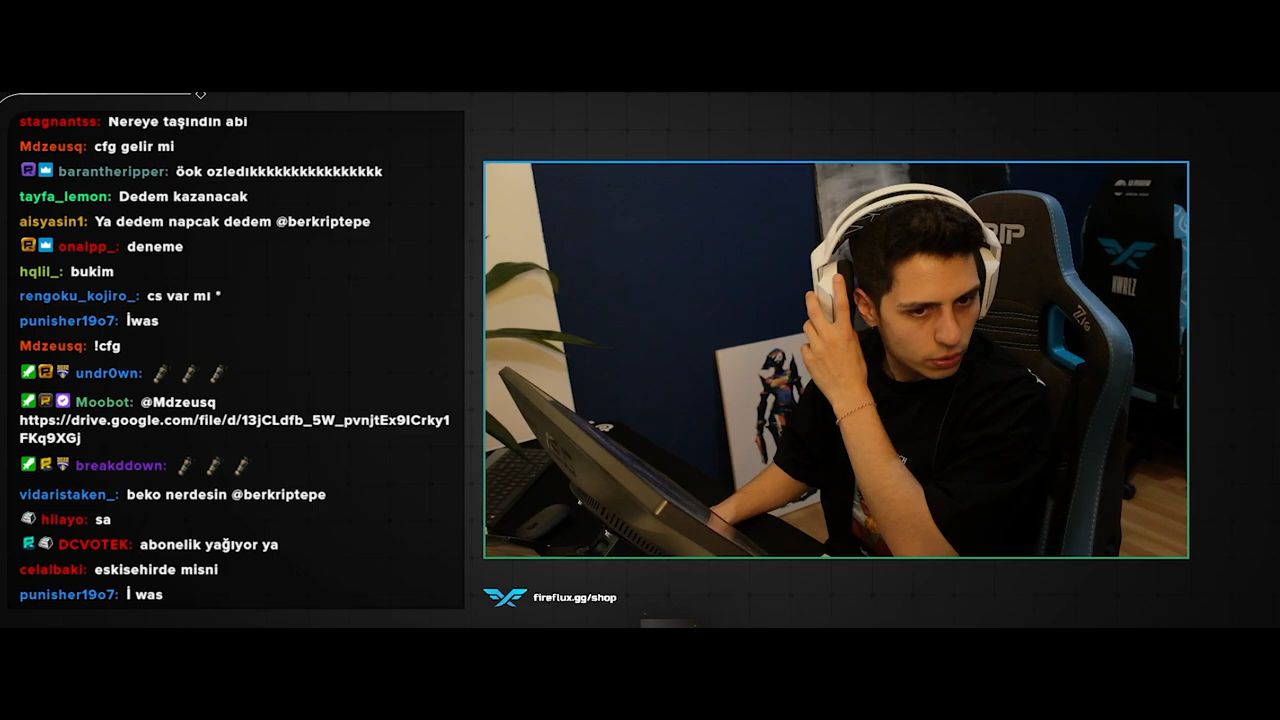 stagnantss: Nereye taşındın abi
Mdzeusq: cfg gelir mi
barantheripper: öok ozledıkkkkkkkkkkkkkkkk
tayfa_lemon: Dedem kazanacak
aisyasin1: Ya dedem napcak dedem @berkriptepe
onalpp_: deneme
hqlil_: bukim
rengoku_kojiro_: cs var mı *
punisher19o7: İwas
Mdzeusq: !cfg
undr0wn:
Moobot: @Mdzeusq
https://drive.google.com/file/d/13jCLdfb_5W_pvnjtEx9ICrky1
FKq9XGj
breakddown:
vidaristaken_: beko nerdesin @berkriptepe
hilayo: sa
DCVOTEK: abonelik yağıyor ya
celalbaki: eskisehirde misni
punisher19o7: İ was
fireflux.gg/shop